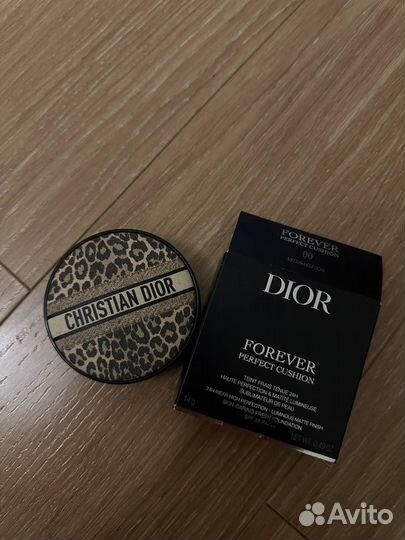 CHRISTIAN DIOR
FOREVER
PERFECT CUSHION
00
MITZAH EDITION
DIOR
FOREVER
PERFECT CUSHION
TEINT FRAIS TENUE 24H
HAUTE PERFECTION & MATITÉ LUMINEUSE
SUBLIMATEUR DE PEAU
24H WEAR HIGH PERFECTION - LUMINOUS MATTE FINISH
SKIN-CARING FRESH FOUNDATION
14 g
NET WT. 0.49 OZ.
Avito